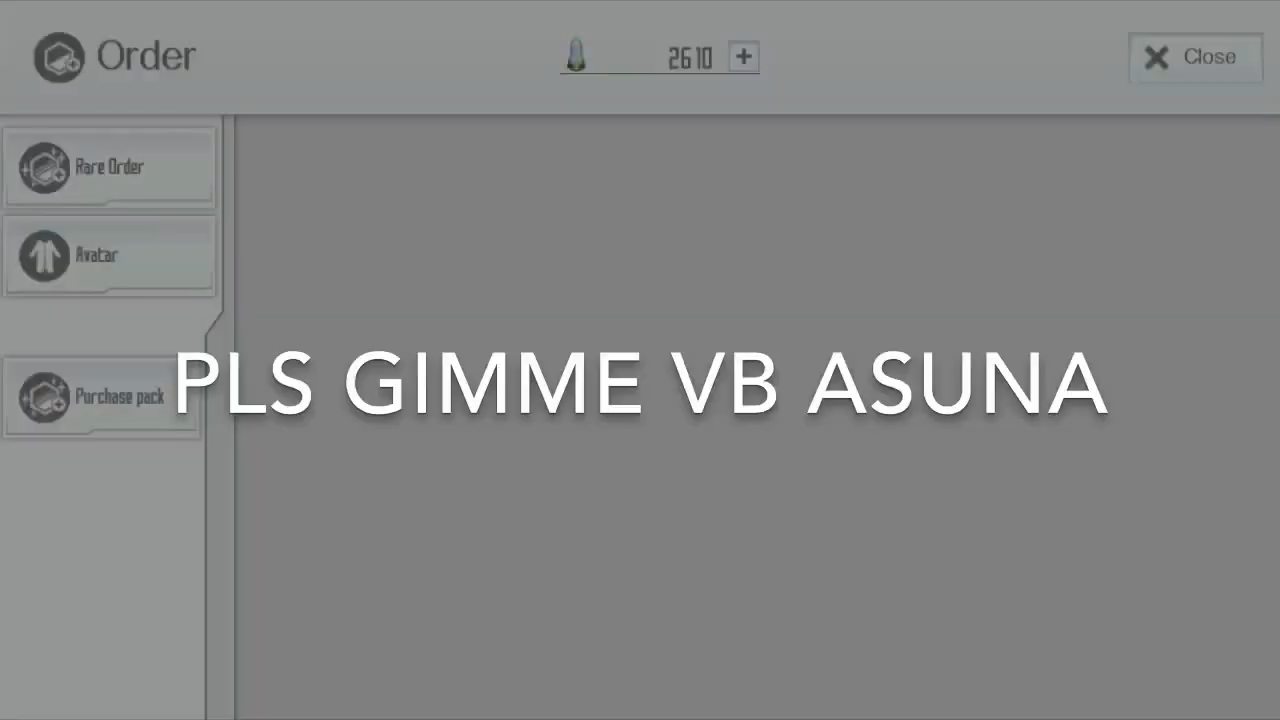 Order
2610
Close
Rare Order
Avatar
Purchase pack
PLS GIMME VB ASUNA